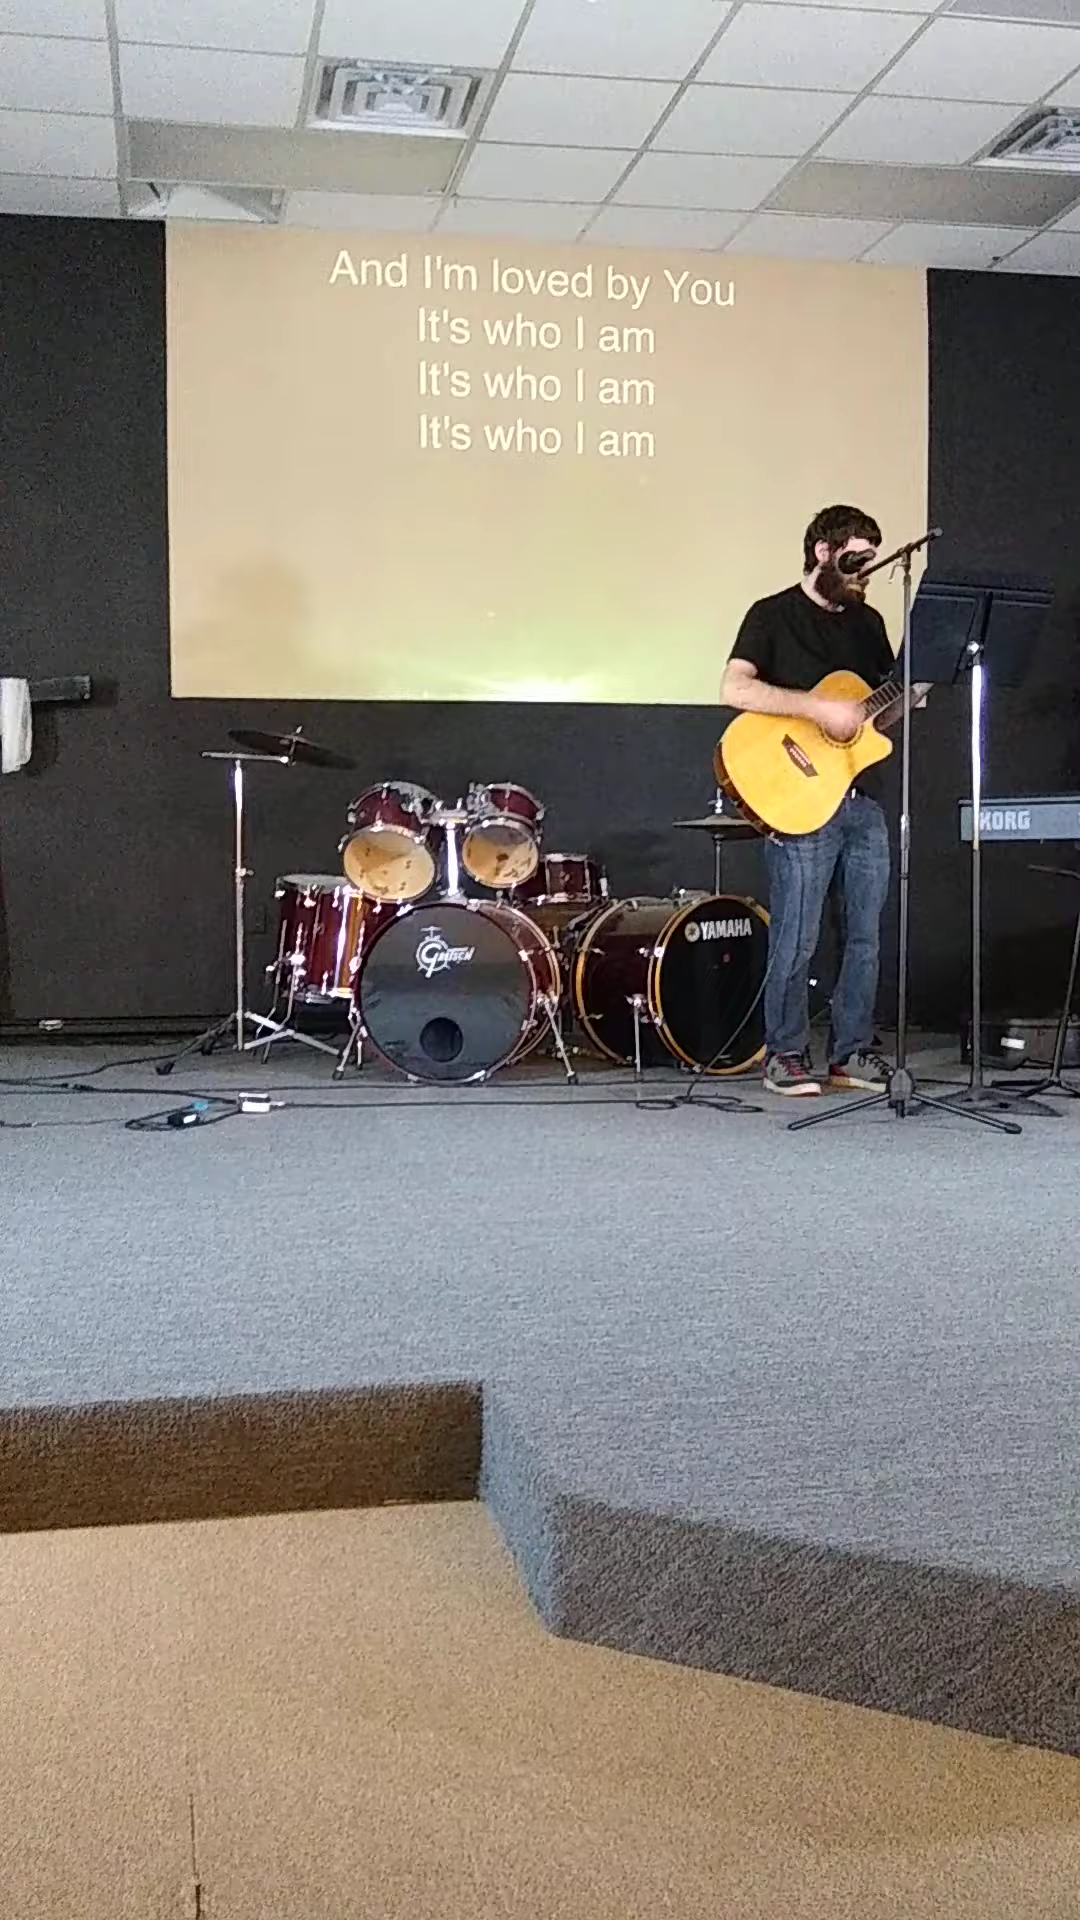 And I'm loved by You
It's who I am
It's who I am
It's who I am
KORG
YAMAHA
GRETSCH